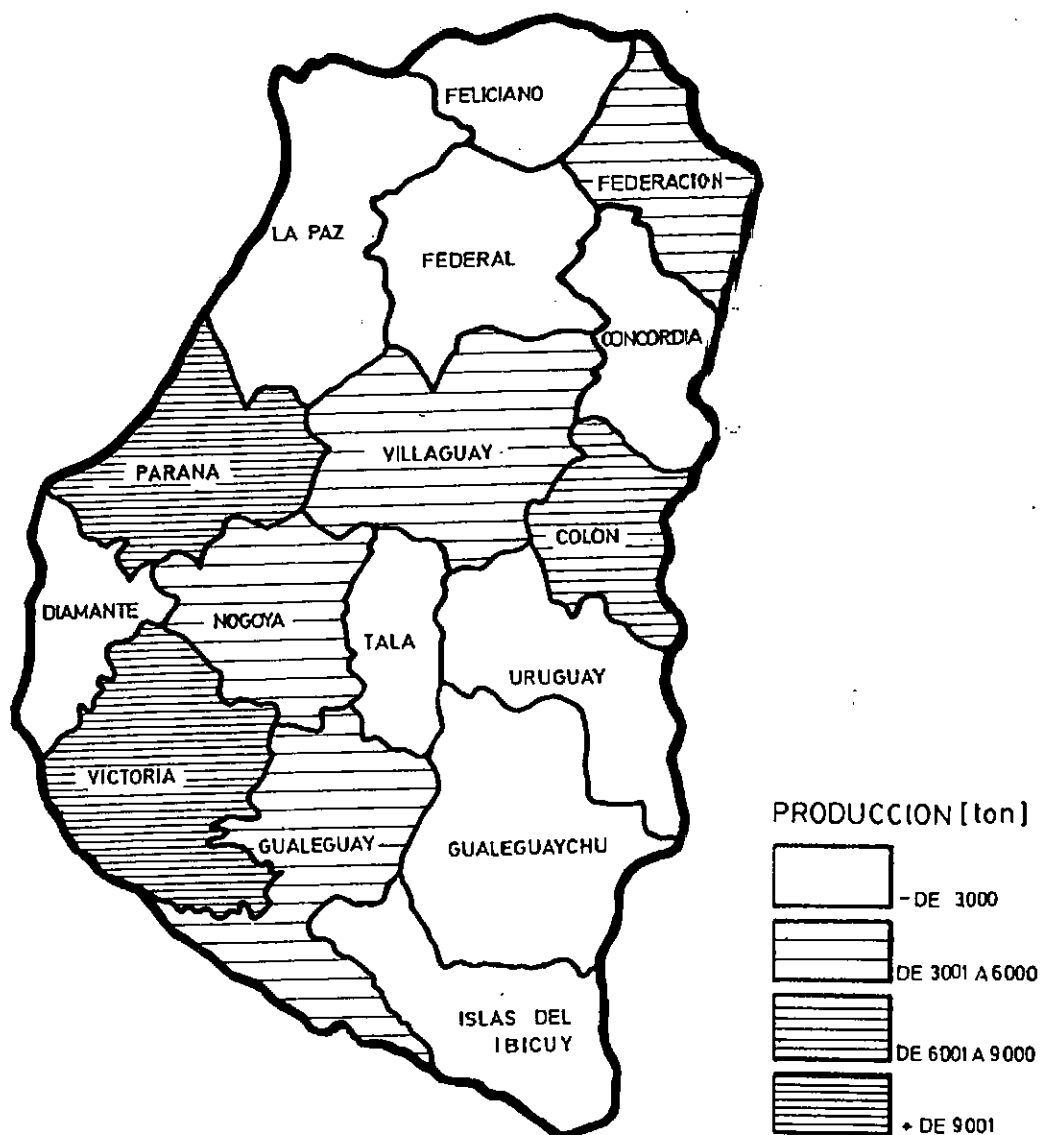 FELICIANO
FEDERACION
LA PAZ
FEDERAL
CONCORDIA
VILLAGUAY
PARANA
COLON
DIAMANTE
NOGOYA
TALA
URUGUAY
VICTORIA
GUALEGUAY
GUALEGUAYCHU
ISLAS DEL
IBICUY
PRODUCCION [ton]
- DE 3000
DE 3001 A 6000
DE 6001 A 9000
+ DE 9001